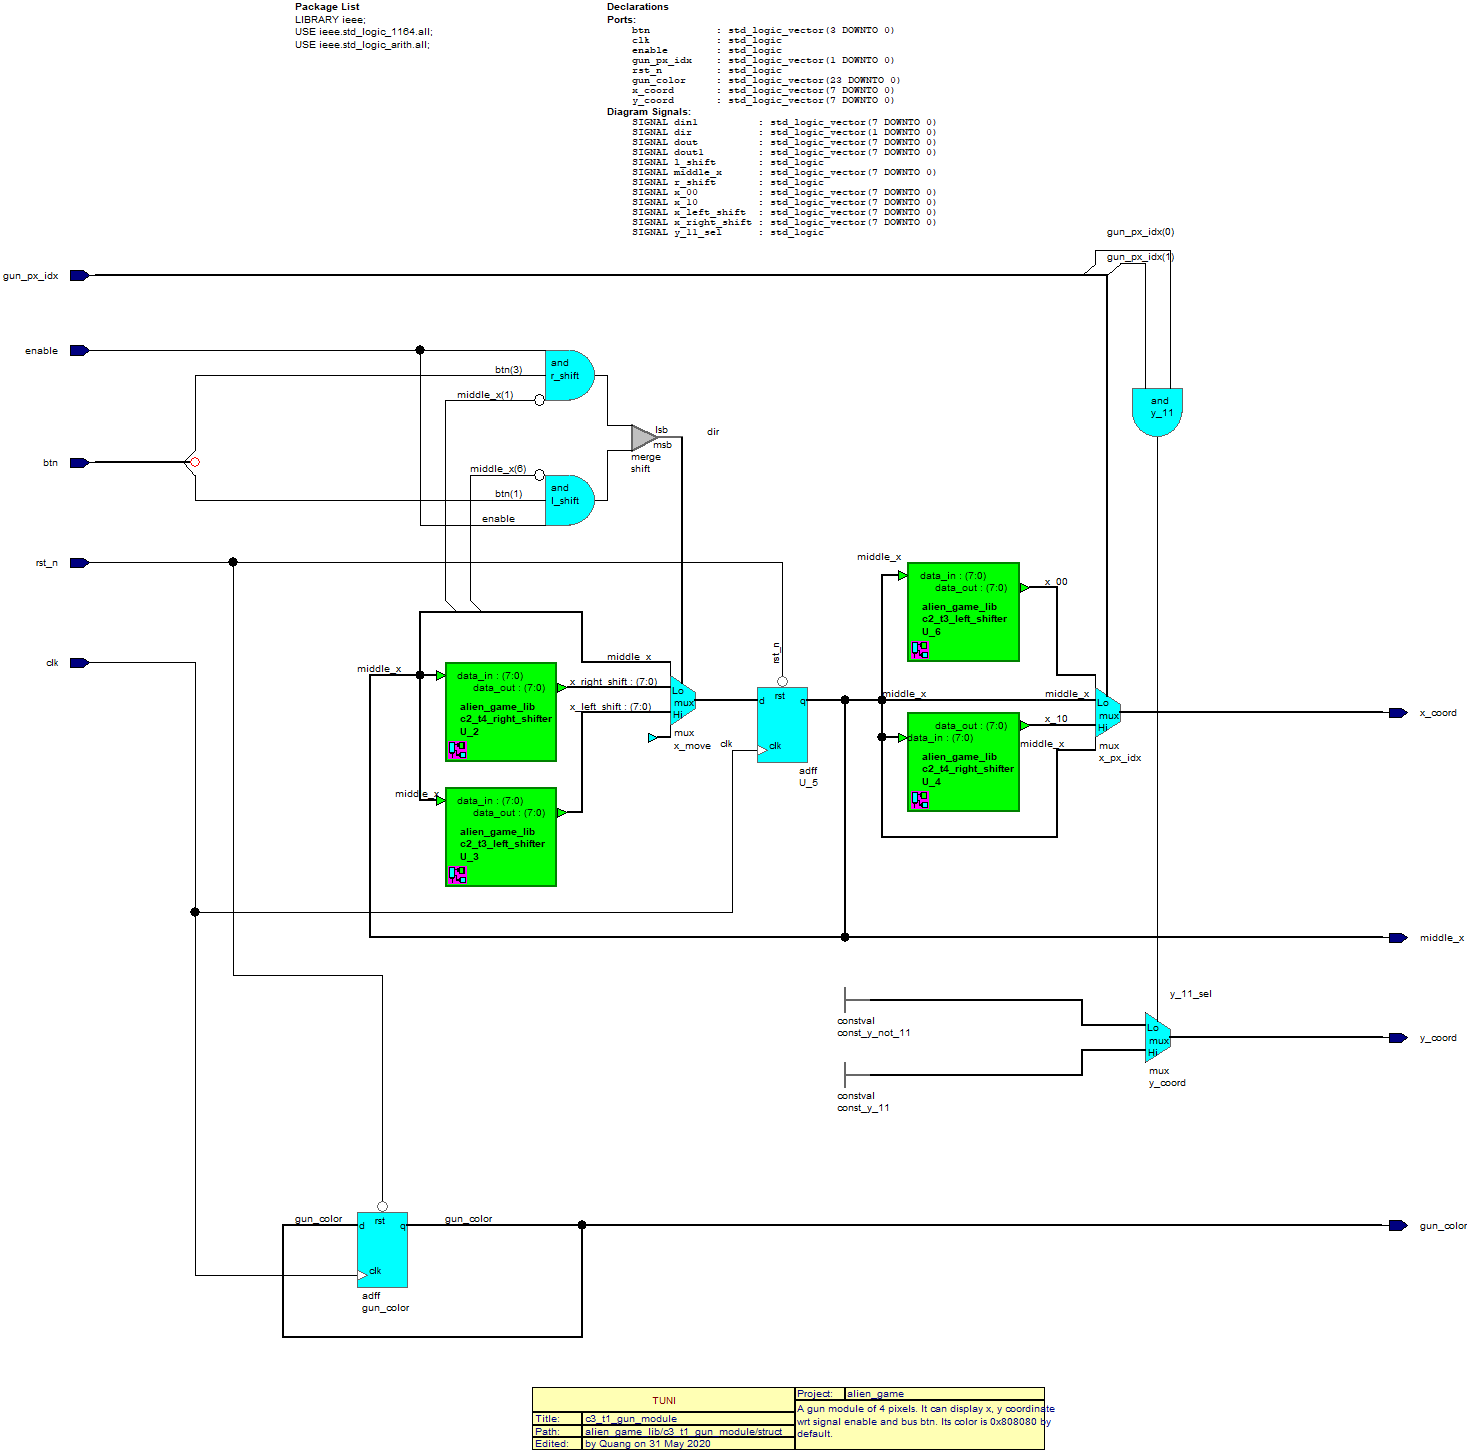 Package List
LIBRARY ieee;
USE ieee.std_logic_1164.all;
USE ieee.std_logic_arith.all;
Declarations
Ports:
btn : std_logic_vector(3 DOWNTO 0)
clk : std_logic
enable : std_logic
gun_px_idx : std_logic_vector(1 DOWNTO 0)
rst_n : std_logic
gun_color : std_logic_vector(23 DOWNTO 0)
x_coord : std_logic_vector(7 DOWNTO 0)
y_coord : std_logic_vector(7 DOWNTO 0)
Diagram Signals:
SIGNAL din1 : std_logic_vector(7 DOWNTO 0)
SIGNAL dir : std_logic_vector(1 DOWNTO 0)
SIGNAL dout : std_logic_vector(7 DOWNTO 0)
SIGNAL dout1 : std_logic_vector(7 DOWNTO 0)
SIGNAL l_shift : std_logic
SIGNAL middle_x : std_logic_vector(7 DOWNTO 0)
SIGNAL r_shift : std_logic
SIGNAL x_00 : std_logic_vector(7 DOWNTO 0)
SIGNAL x_10 : std_logic_vector(7 DOWNTO 0)
SIGNAL x_left_shift : std_logic_vector(7 DOWNTO 0)
SIGNAL x_right_shift : std_logic_vector(7 DOWNTO 0)
SIGNAL y_11_sel : std_logic
gun_px_idx(0)
gun_px_idx(1)
gun_px_idx
enable
and
r_shift
btn(3)
middle_x(1)
and
y_11
lsb
msb
dir
merge
shift
btn
middle_x(6)
and
l_shift
btn(1)
enable
rst_n
middle_x
data_in : (7:0)
data_out : (7:0)
x_00
alien_game_lib
c2_t3_left_shifter
U_6
clk
middle_x
middle_x
rst_n
data_in : (7:0)
data_out : (7:0)
alien_game_lib
c2_t4_right_shifter
U_2
x_right_shift : (7:0)
x_left_shift : (7:0)
Lo
mux
Hi
mux
x_move
d
rst
q
clk
clk
adff
U_5
middle_x
middle_x
Lo
mux
Hi
mux
x_px_idx
x_coord
data_out : (7:0)
data_in : (7:0)
x_10
middle_x
alien_game_lib
c2_t4_right_shifter
U_4
middle_x
data_in : (7:0)
data_out : (7:0)
alien_game_lib
c2_t3_left_shifter
U_3
middle_x
y_11_sel
constval
const_y_not_11
Lo
mux
Hi
mux
y_coord
y_coord
constval
const_y_11
gun_color
d
rst
q
gun_color
gun_color
clk
adff
gun_color
TUNI
Project: alien_game
A gun module of 4 pixels. It can display x, y coordinate
wrt signal enable and bus btn. Its color is 0x808080 by
default.
Title: c3_t1_gun_module
Path: alien_game_lib/c3_t1_gun_module/struct
Edited: by Quang on 31 May 2020